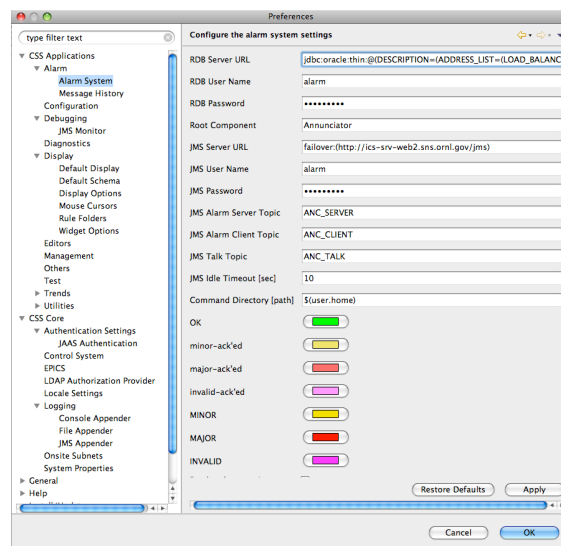 Preferences
type filter text
Configure the alarm system settings
CSS Applications
Alarm
Alarm System
Message History
Configuration
Debugging
JMS Monitor
Diagnostics
Display
Default Display
Default Schema
Display Options
Mouse Cursors
Rule Folders
Widget Options
Editors
Management
Others
Test
Trends
Utilities
CSS Core
Authentication Settings
JAAS Authentication
Control System
EPICS
LDAP Authorization Provider
Locale Settings
Logging
Console Appender
File Appender
JMS Appender
Onsite Subnets
System Properties
General
Help
RDB Server URL jdbc:oracle:thin:@(DESCRIPTION=(ADDRESS_LIST=(LOAD_BALANC
RDB User Name alarm
RDB Password •••••••••
Root Component Annunciator
JMS Server URL failover:(http://ics-srv-web2.sns.ornl.gov/jms)
JMS User Name alarm
JMS Password •••••••••
JMS Alarm Server Topic ANC_SERVER
JMS Alarm Client Topic ANC_CLIENT
JMS Talk Topic ANC_TALK
JMS Idle Timeout [sec] 10
Command Directory [path] $(user.home)
OK
minor-ack'ed
major-ack'ed
invalid-ack'ed
MINOR
MAJOR
INVALID
Restore Defaults Apply
Cancel OK